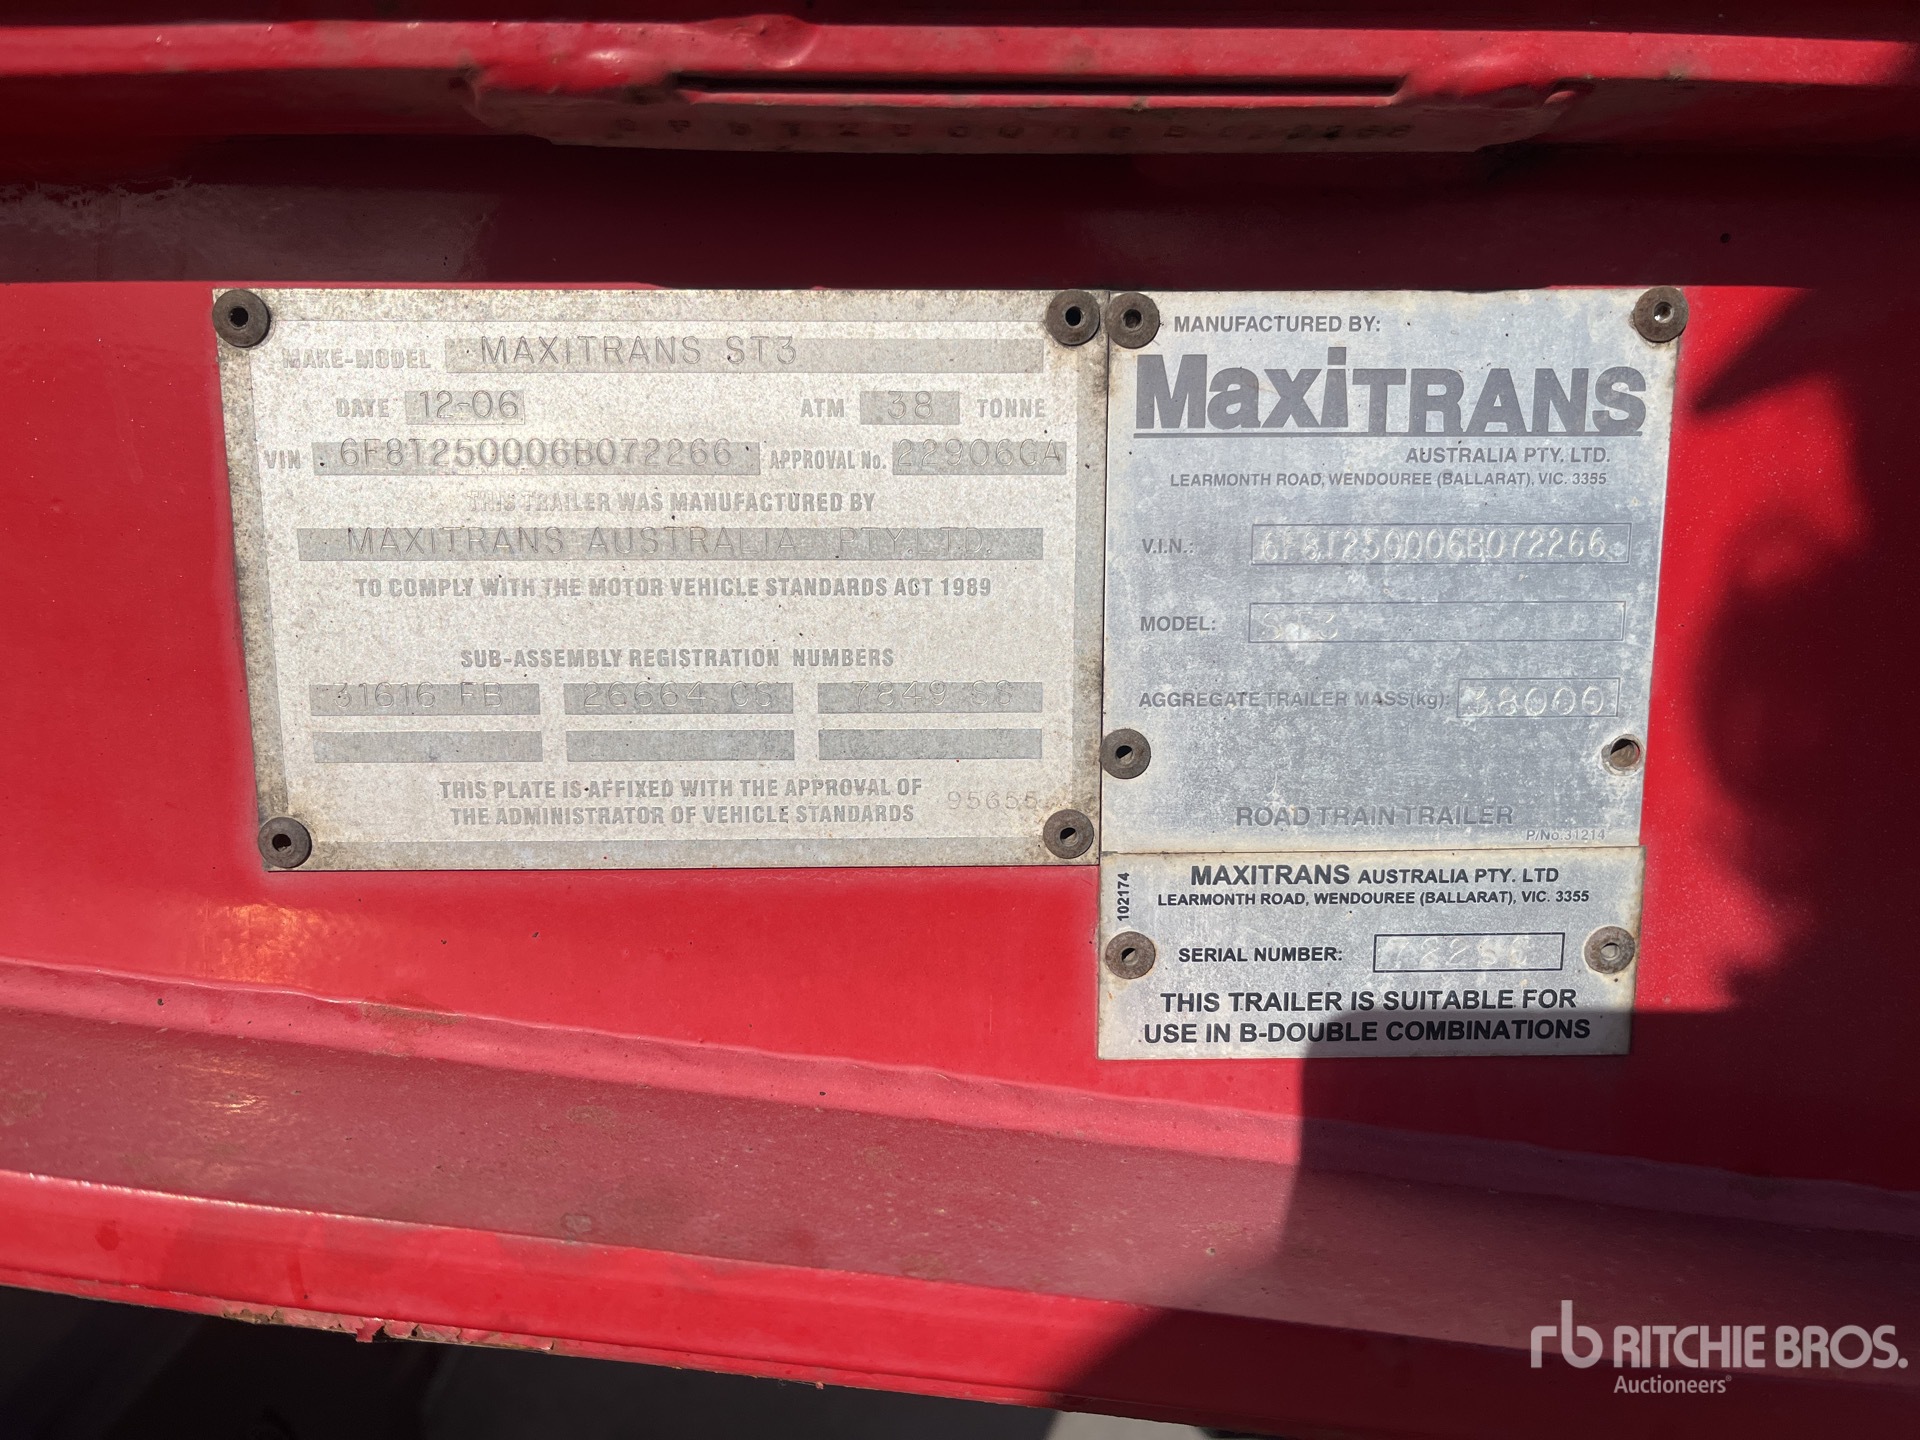 MAKE-MODEL MAXITRANS ST3
DATE 12-06 ATM 38 TONNE
VIN 6F8T250006B072266 APPROVAL No. 22906CA
THIS TRAILER WAS MANUFACTURED BY
MAXITRANS AUSTRALIA PTY.LTD.
TO COMPLY WITH THE MOTOR VEHICLE STANDARDS ACT 1989
SUB-ASSEMBLY REGISTRATION NUMBERS
31616 FB 26664 CS 7849 SC
THIS PLATE IS AFFIXED WITH THE APPROVAL OF
THE ADMINISTRATOR OF VEHICLE STANDARDS 95655
MANUFACTURED BY:
MaxiTRANS
AUSTRALIA PTY. LTD.
LEARMONTH ROAD, WENDOUREE (BALLARAT), VIC. 3355
V.I.N.: 6F8T250006B072266
MODEL: ST3
AGGREGATE TRAILER MASS(kg): 38000
ROAD TRAIN TRAILER
P/No.31214
102174
MAXITRANS AUSTRALIA PTY. LTD
LEARMONTH ROAD, WENDOUREE (BALLARAT), VIC. 3355
SERIAL NUMBER: 72266
THIS TRAILER IS SUITABLE FOR
USE IN B-DOUBLE COMBINATIONS
rb RITCHIE BROS.
Auctioneers